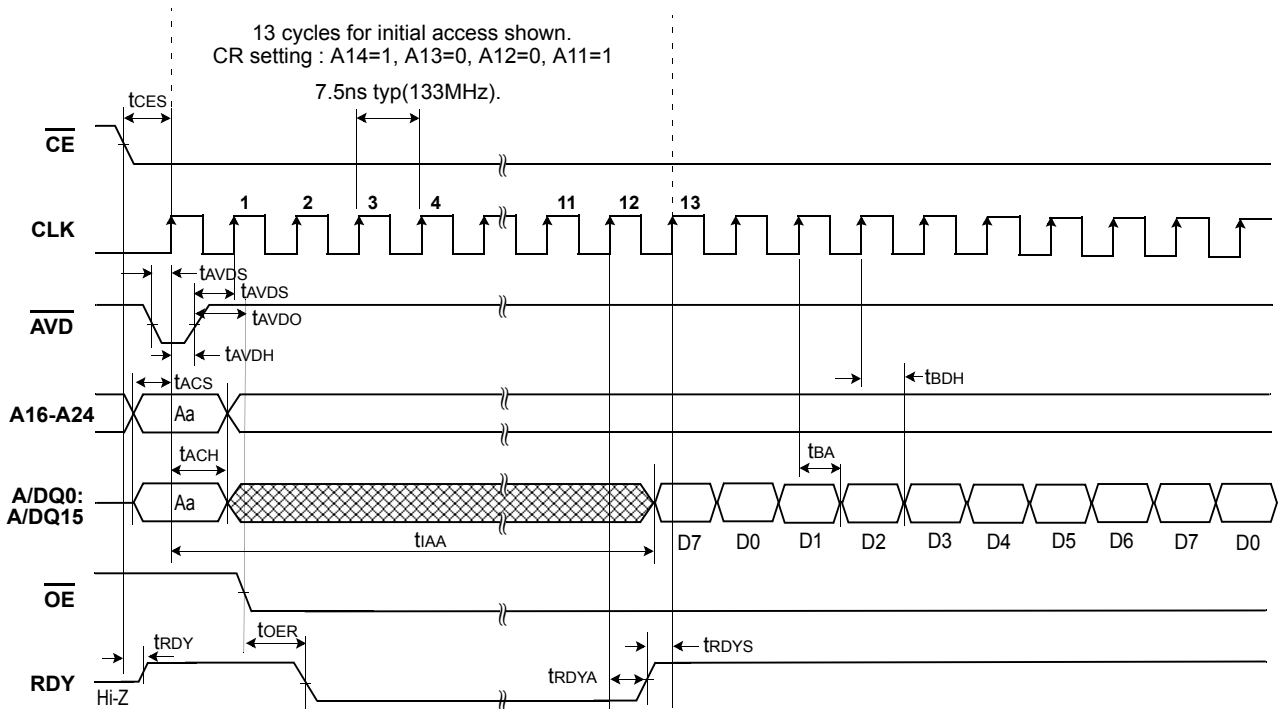 13 cycles for initial access shown.
CR setting : A14=1, A13=0, A12=0, A11=1
7.5ns typ(133MHz).
tCES
CE
CLK
1 2 3 4 11 12 13
tAVDS
tAVDS
AVD
tAVDO
tAVDH
tACS
tBDH
A16-A24
Aa
tACH
tBA
A/DQ0:
A/DQ15
Aa
tIAA
D7 D0 D1 D2 D3 D4 D5 D6 D7 D0
OE
tOER
tRDY
tRDYS
tRDYA
RDY
Hi-Z